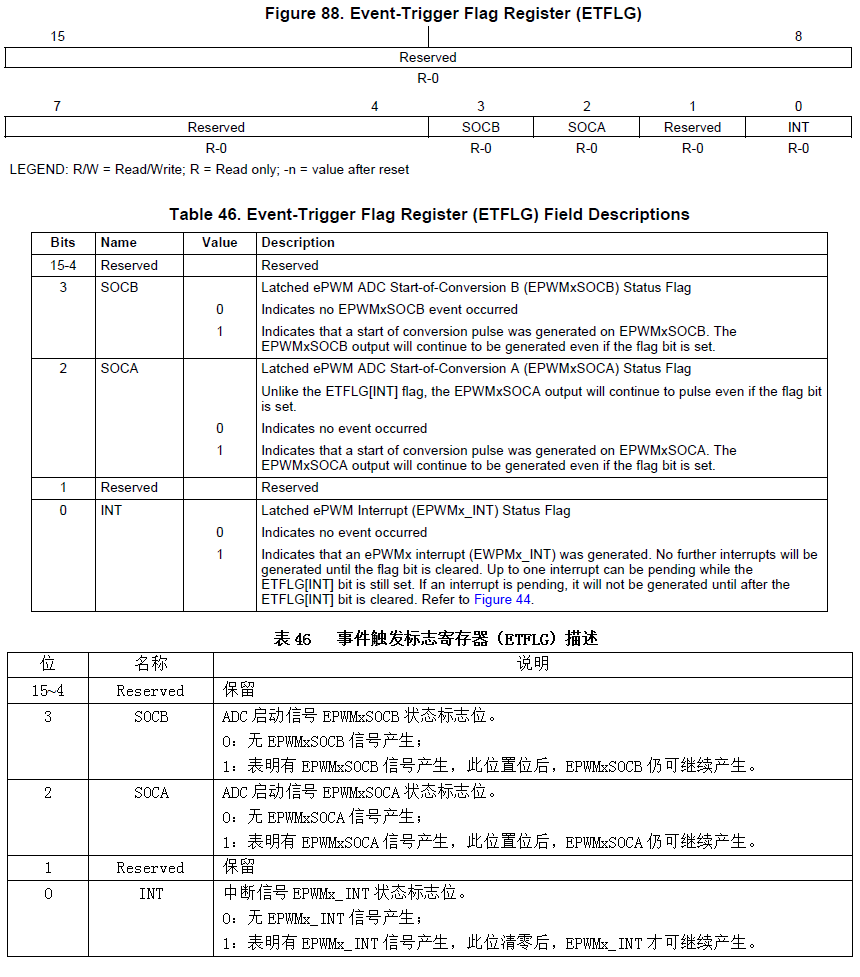 Figure 88. Event-Trigger Flag Register (ETFLG)
15 8
Reserved
R-0
7 4 3 2 1 0
Reserved SOCB SOCA Reserved INT
R-0 R-0 R-0 R-0 R-0
LEGEND: R/W = Read/Write; R = Read only; -n = value after reset
Table 46. Event-Trigger Flag Register (ETFLG) Field Descriptions
Bits Name Value Description
15-4 Reserved Reserved
3 SOCB Latched ePWM ADC Start-of-Conversion B (EPWMxSOCB) Status Flag
0 Indicates no EPWMxSOCB event occurred
1 Indicates that a start of conversion pulse was generated on EPWMxSOCB. The
EPWMxSOCB output will continue to be generated even if the flag bit is set.
2 SOCA Latched ePWM ADC Start-of-Conversion A (EPWMxSOCA) Status Flag
Unlike the ETFLG[INT] flag, the EPWMxSOCA output will continue to pulse even if the flag bit
is set.
0 Indicates no event occurred
1 Indicates that a start of conversion pulse was generated on EPWMxSOCA. The
EPWMxSOCA output will continue to be generated even if the flag bit is set.
1 Reserved Reserved
0 INT Latched ePWM Interrupt (EPWMx_INT) Status Flag
0 Indicates no event occurred
1 Indicates that an ePWMx interrupt (EWPMx_INT) was generated. No further interrupts will be
generated until the flag bit is cleared. Up to one interrupt can be pending while the
ETFLG[INT] bit is still set. If an interrupt is pending, it will not be generated until after the
ETFLG[INT] bit is cleared. Refer to Figure 44.
表 46 事件触发标志寄存器（ETFLG）描述
位 名称 说明
15~4 Reserved 保留
3 SOCB ADC 启动信号 EPWMxSOCB 状态标志位。
0：无 EPWMxSOCB 信号产生；
1：表明有 EPWMxSOCB 信号产生，此位置位后，EPWMxSOCB 仍可继续产生。
2 SOCA ADC 启动信号 EPWMxSOCA 状态标志位。
0：无 EPWMxSOCA 信号产生；
1：表明有 EPWMxSOCA 信号产生，此位置位后，EPWMxSOCA 仍可继续产生。
1 Reserved 保留
0 INT 中断信号 EPWMx_INT 状态标志位。
0：无 EPWMx_INT 信号产生；
1：表明有 EPWMx_INT 信号产生，此位清零后，EPWMx_INT 才可继续产生。